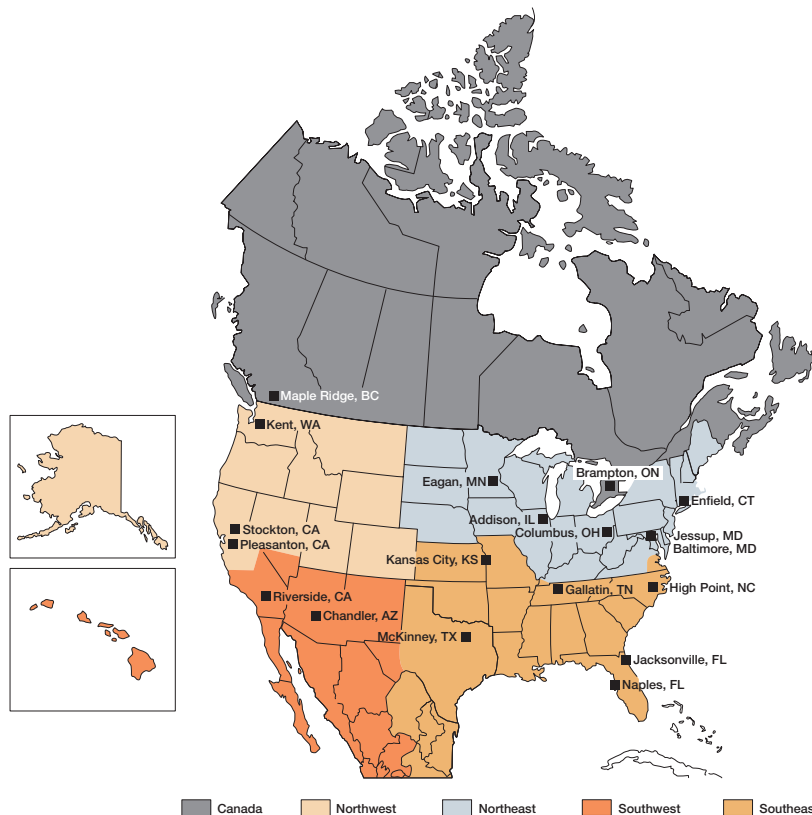 Maple Ridge, BC
Kent, WA
Brampton, ON
Eagan, MN
Enfield, CT
Addison, IL
Stockton, CA
Columbus, OH
Jessup, MD
Pleasanton, CA
Baltimore, MD
Kansas City, KS
High Point, NC
Gallatin, TN
Riverside, CA
Chandler, AZ
McKinney, TX
Jacksonville, FL
Naples, FL
Canada Northwest Northeast Southwest Southeas